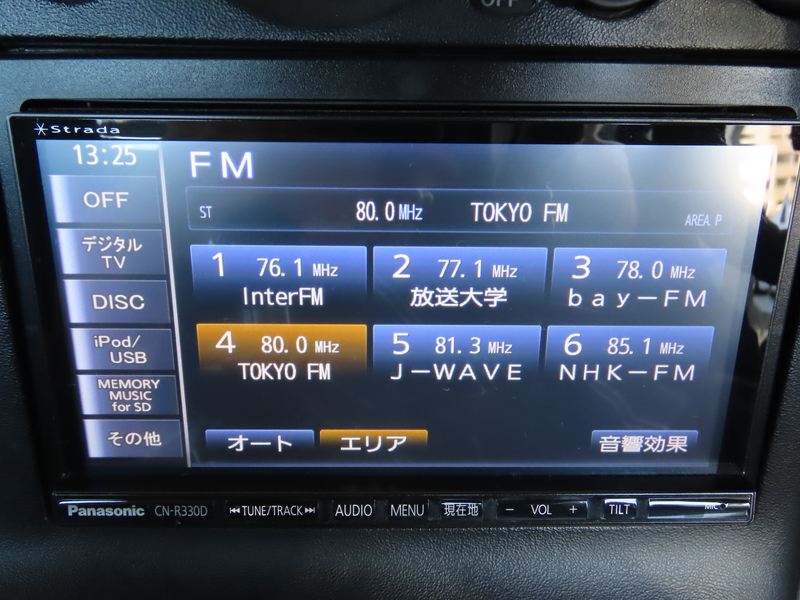 OFF
Strada
13:25
FM
OFF
ST 80.0MHz TOKYO FM AREA P
デジタル
TV
1 76.1 MHz
InterFM
2 77.1 MHz
放送大学
3 78.0 MHz
bay-FM
DISC
iPod/
USB
4 80.0 MHz
TOKYO FM
5 81.3 MHz
J-WAVE
6 85.1 MHz
NHK-FM
MEMORY
MUSIC
for SD
その他
オート エリア 音響効果
Panasonic CN-R330D TUNE/TRACK AUDIO MENU 現在地 - VOL + TILT MIC